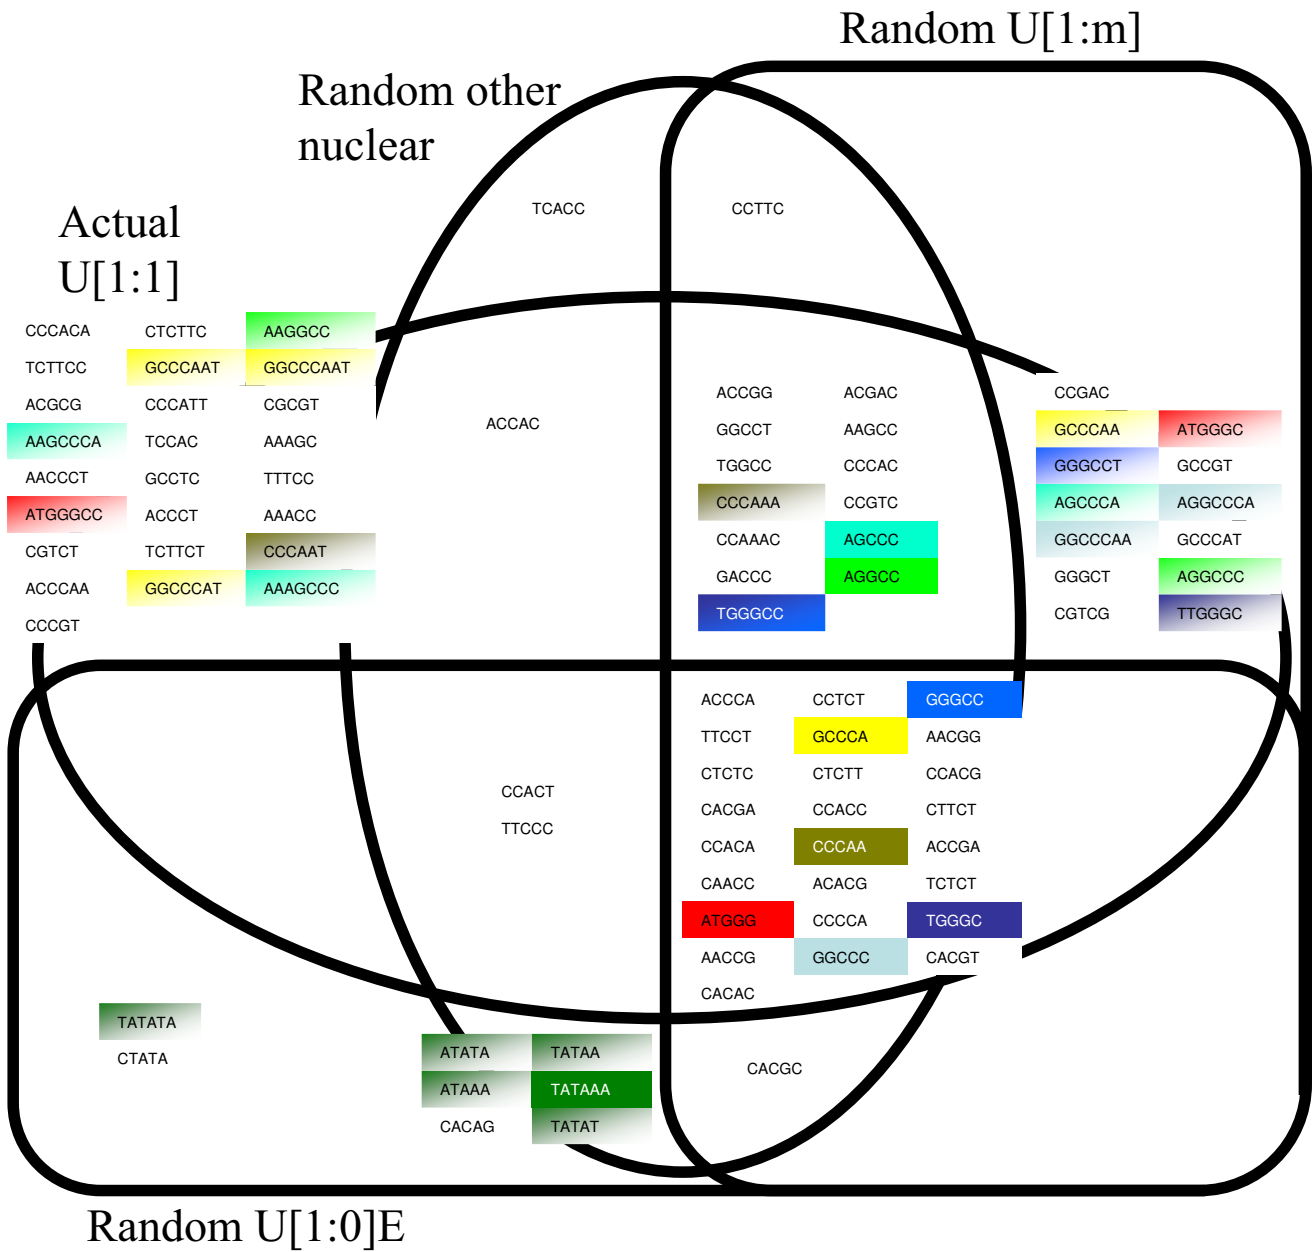 Random U[1:m]
Random other
nuclear
Actual
U[1:1]
TCACC
CCTTC
CCCACA CTCTTC AAGGCC
TCTTCC GCCCAAT GGCCCAAT
ACGCG CCCATT CGCGT
AAGCCCA TCCAC AAAGC
AACCCT GCCTC TTTCC
ATGGGCC ACCCT AAACC
CGTCT TCTTCT CCCAAT
ACCCAA GGCCCAT AAAGCCC
CCCGT
ACCAC
ACCGG ACGAC
GGCCT AAGCC
TGGCC CCCAC
CCCAAA CCGTC
CCAAAC AGCCC
GACCC AGGCC
TGGGCC
CCGAC
GCCCAA ATGGGC
GGGCCT GCCGT
AGCCCA AGGCCCA
GGCCCAA GCCCAT
GGGCT AGGCCC
CGTCG TTGGGC
ACCCA CCTCT GGGCC
TTCCT GCCCA AACGG
CTCTC CTCTT CCACG
CACGA CCACC CTTCT
CCACA CCCAA ACCGA
CAACC ACACG TCTCT
ATGGG CCCCA TGGGC
AACCG GGCCC CACGT
CACAC
CCACT
TTCCC
TATATA
CTATA
ATATA TATAA
ATAAA TATAAA
CACAG TATAT
CACGC
Random U[1:0]E